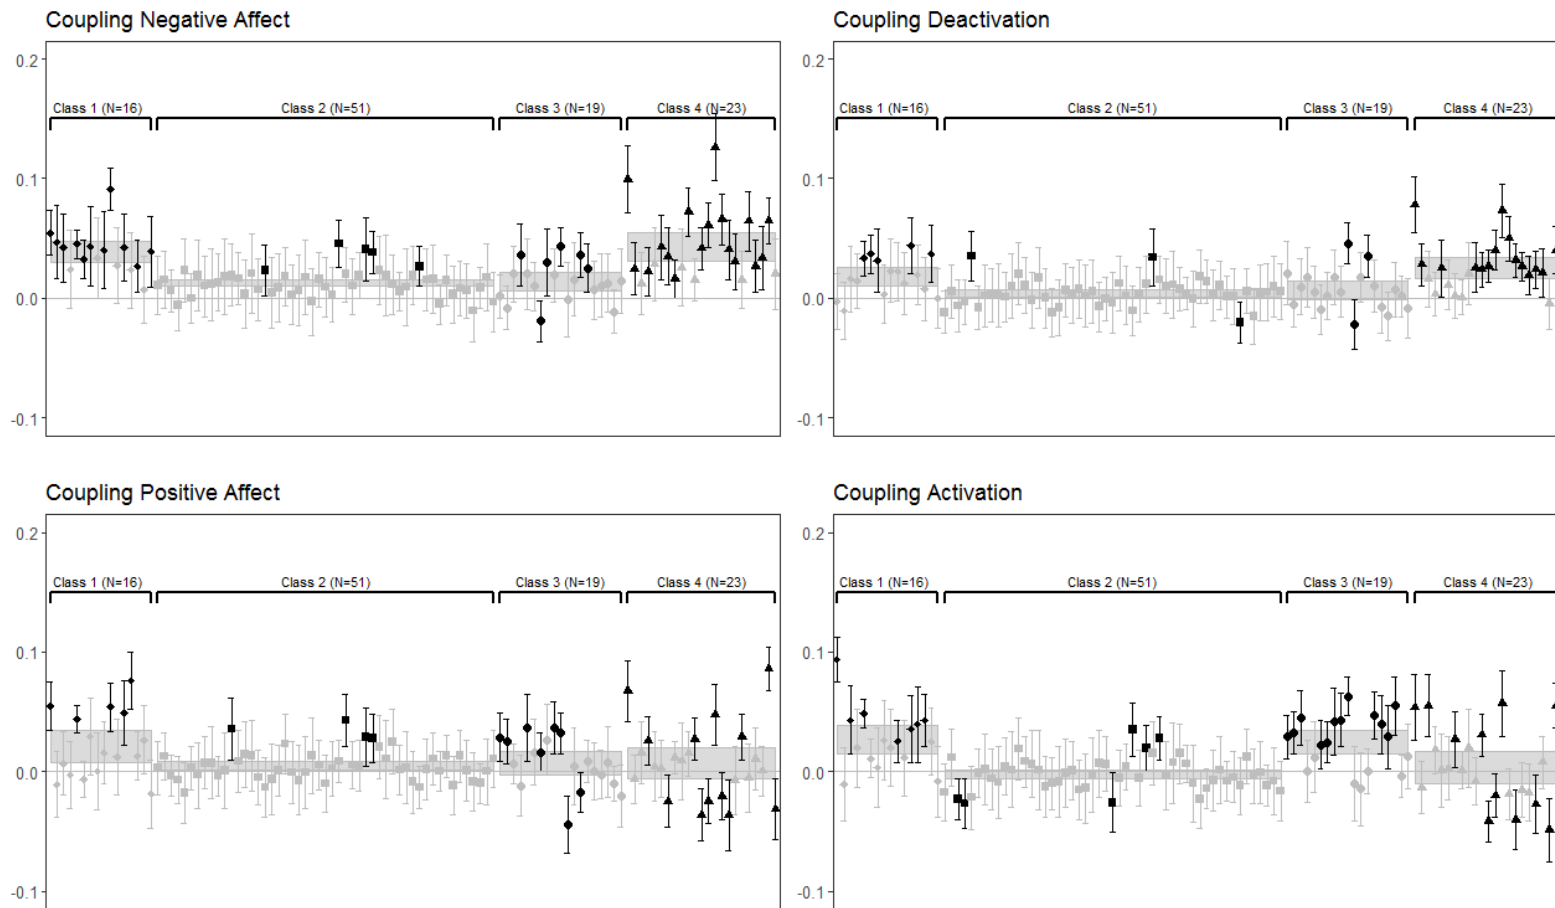 Coupling Negative Affect
0.2
Class 1 (N=16) Class 2 (N=51) Class 3 (N=19) Class 4 (N=23)
0.1
0.0
-0.1
Coupling Deactivation
0.2
Class 1 (N=16) Class 2 (N=51) Class 3 (N=19) Class 4 (N=23)
0.1
0.0
-0.1
Coupling Positive Affect
0.2
Class 1 (N=16) Class 2 (N=51) Class 3 (N=19) Class 4 (N=23)
0.1
0.0
-0.1
Coupling Activation
0.2
Class 1 (N=16) Class 2 (N=51) Class 3 (N=19) Class 4 (N=23)
0.1
0.0
-0.1